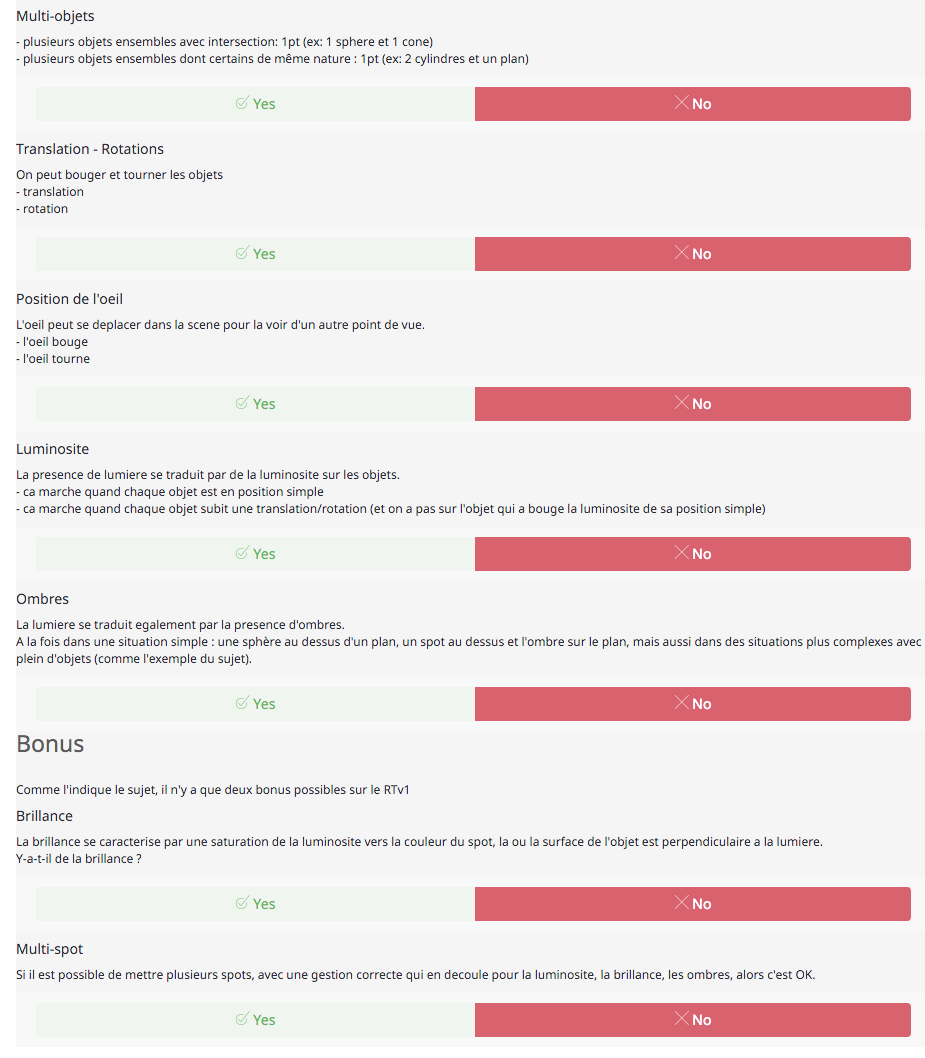 Multi-objets
- plusieurs objets ensembles avec intersection: 1pt (ex: 1 sphere et 1 cone)
- plusieurs objets ensembles dont certains de même nature : 1pt (ex: 2 cylindres et un plan)
Yes No
Translation - Rotations
On peut bouger et tourner les objets
- translation
- rotation
Yes No
Position de l'oeil
L'oeil peut se deplacer dans la scene pour la voir d'un autre point de vue.
- l'oeil bouge
- l'oeil tourne
Yes No
Luminosite
La presence de lumiere se traduit par de la luminosite sur les objets.
- ca marche quand chaque objet est en position simple
- ca marche quand chaque objet subit une translation/rotation (et on a pas sur l'objet qui a bouge la luminosite de sa position simple)
Yes No
Ombres
La lumiere se traduit egalement par la presence d'ombres.
A la fois dans une situation simple : une sphère au dessus d'un plan, un spot au dessus et l'ombre sur le plan, mais aussi dans des situations plus complexes avec
plein d'objets (comme l'exemple du sujet).
Yes No
Bonus
Comme l'indique le sujet, il n'y a que deux bonus possibles sur le RTv1
Brillance
La brillance se caracterise par une saturation de la luminosite vers la couleur du spot, la ou la surface de l'objet est perpendiculaire a la lumiere.
Y-a-t-il de la brillance ?
Yes No
Multi-spot
Si il est possible de mettre plusieurs spots, avec une gestion correcte qui en decoule pour la luminosite, la brillance, les ombres, alors c'est OK.
Yes No